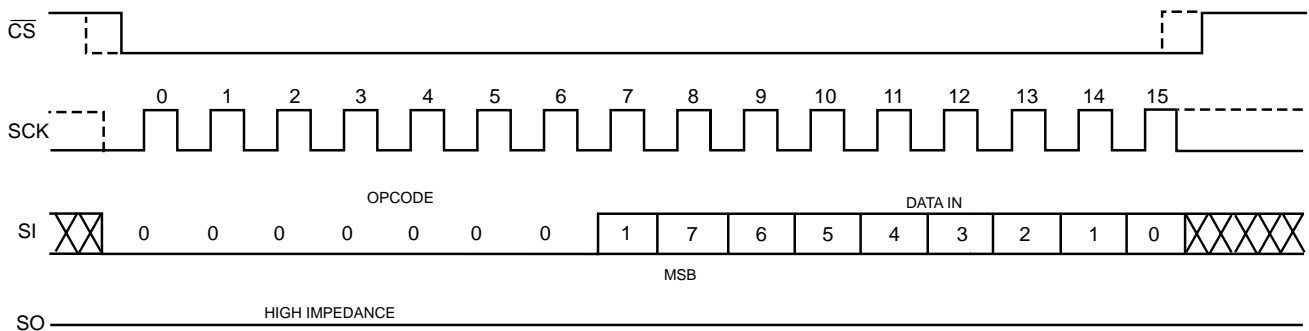 CS
0 1 2 3 4 5 6 7 8 9 10 11 12 13 14 15
SCK
OPCODE DATA IN
SI 0 0 0 0 0 0 0 1 7 6 5 4 3 2 1 0
MSB
HIGH IMPEDANCE
SO